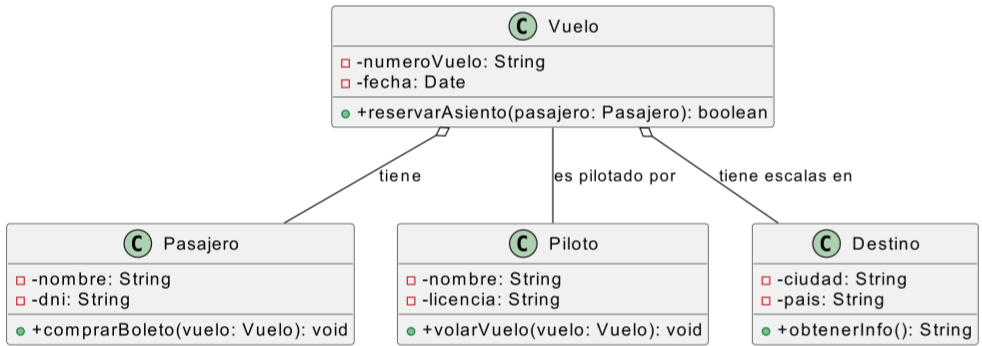 C Vuelo
-numeroVuelo: String
-fecha: Date
+reservarAsiento(pasajero: Pasajero): boolean
tiene
es pilotado por
tiene escalas en
C Pasajero
-nombre: String
-dni: String
+comprarBoleto(vuelo: Vuelo): void
C Piloto
-nombre: String
-licencia: String
+volarVuelo(vuelo: Vuelo): void
C Destino
-ciudad: String
-pais: String
+obtenerInfo(): String